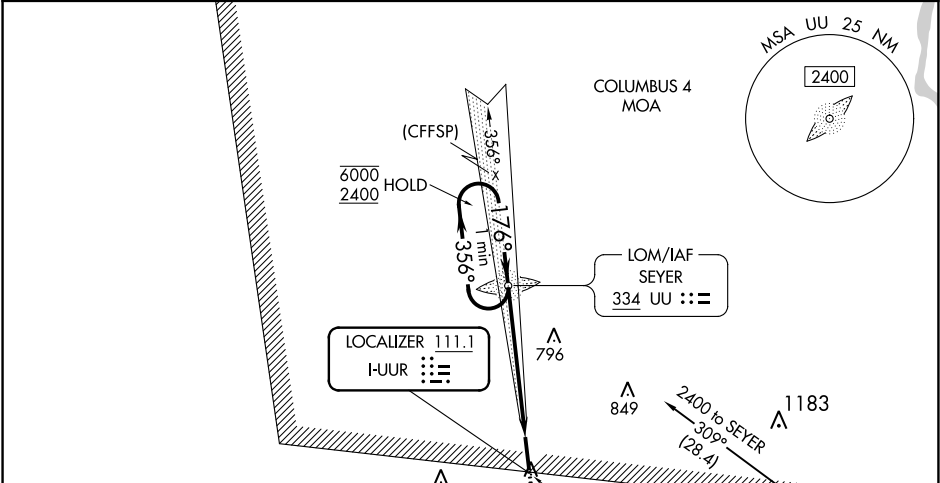 MSA UU 25 NM
2400
COLUMBUS 4
MOA
(CFFSP)
356°
6000
2400
HOLD
176°
1 min
356°
LOM/IAF
SEYER
334 UU
LOCALIZER 111.1
I-UUR
796
849
1183
2400 to SEYER
309°
(28.4)